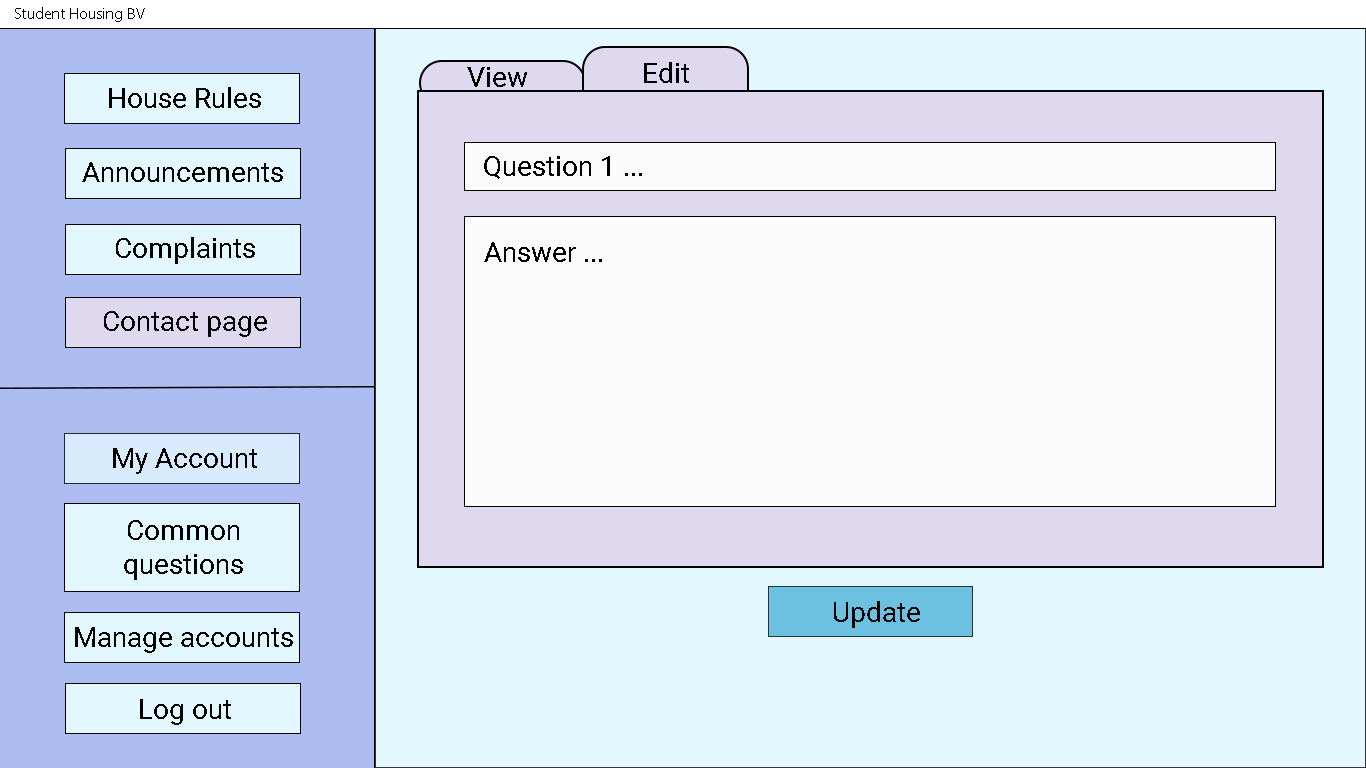 Student Housing BV
House Rules
Announcements
Complaints
Contact page
My Account
Common
questions
Manage accounts
Log out
View
Edit
Question 1 ...
Answer ...
Update